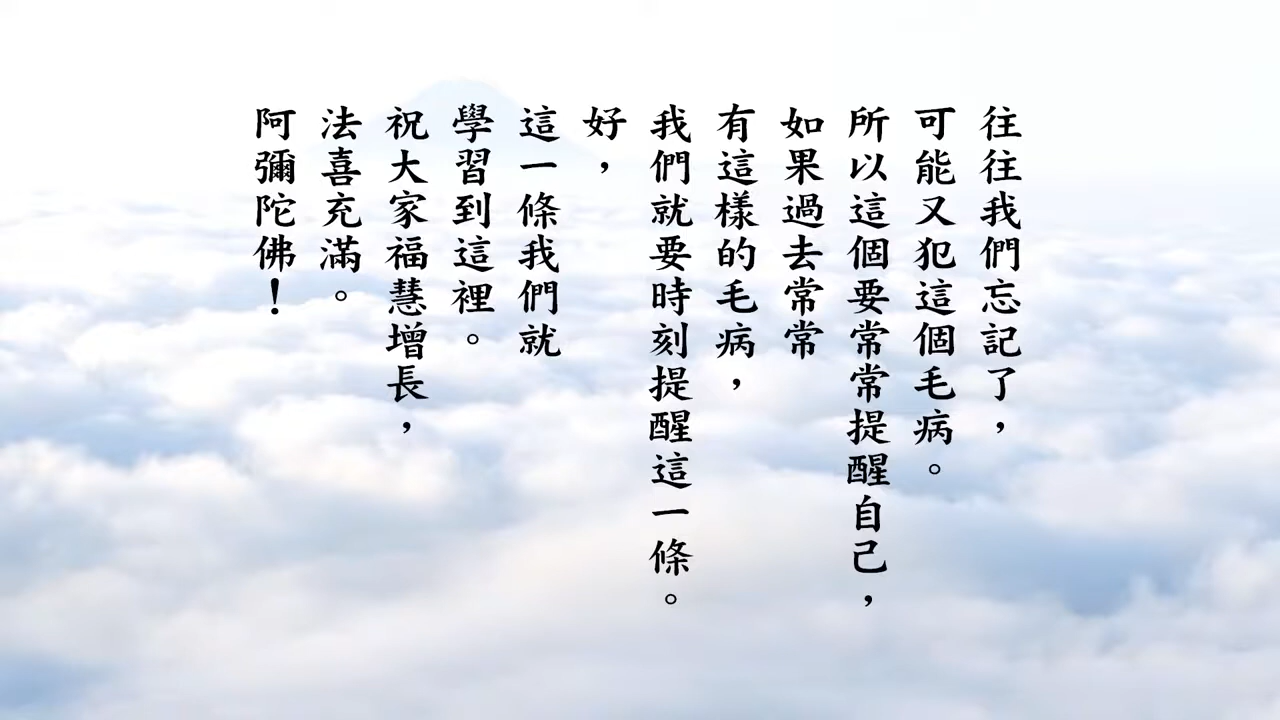 往往我們忘記了，
可能又犯這個毛病。
所以這個要常常提醒自己，
如果過去常常
有這樣的毛病，
我們就要時刻提醒這一條。
好，
這一條我們就
學習到這裡。
祝大家福慧增長，
法喜充滿。
阿彌陀佛！